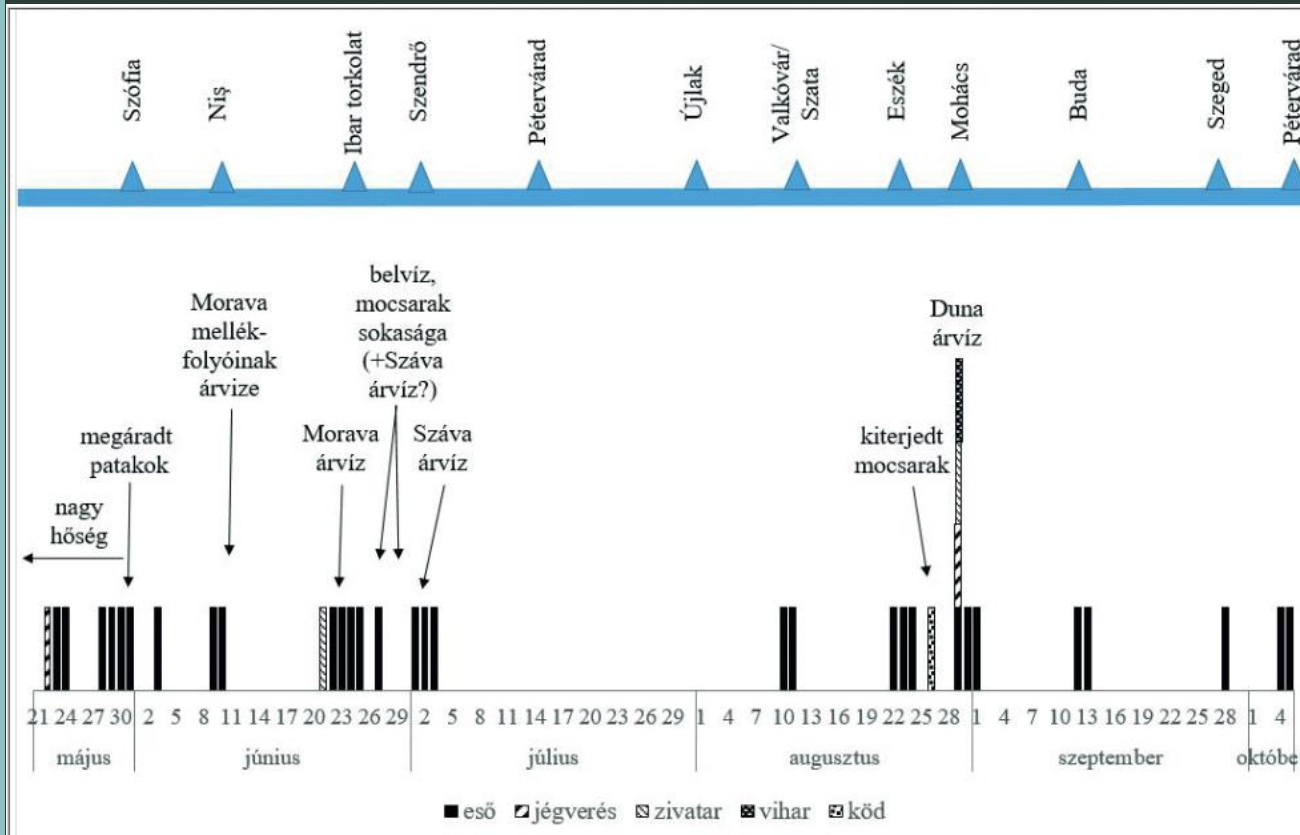 Szófia
Niş
Ibar torkolat
Szendrő
Pétervárad
Újlak
Valkóvár/
Szata
Eszék
Mohács
Buda
Szeged
Pétervárad
belvíz,
mocsarak
sokasága
(+Száva
árvíz?)
Morava
mellék-
folyóinak
árvize
Duna
árvíz
megáradt
patakok
Morava
árvíz
Száva
árvíz
kiterjedt
mocsarak
nagy
hőség
21 24 27 30 2 5 8 11 14 17 20 23 26 29 2 5 8 11 14 17 20 23 26 29 1 4 7 10 13 16 19 22 25 28 1 4 7 10 13 16 19 22 25 28 1 4
május június július augusztus szeptember októbe
eső jégverés zivatar vihar köd